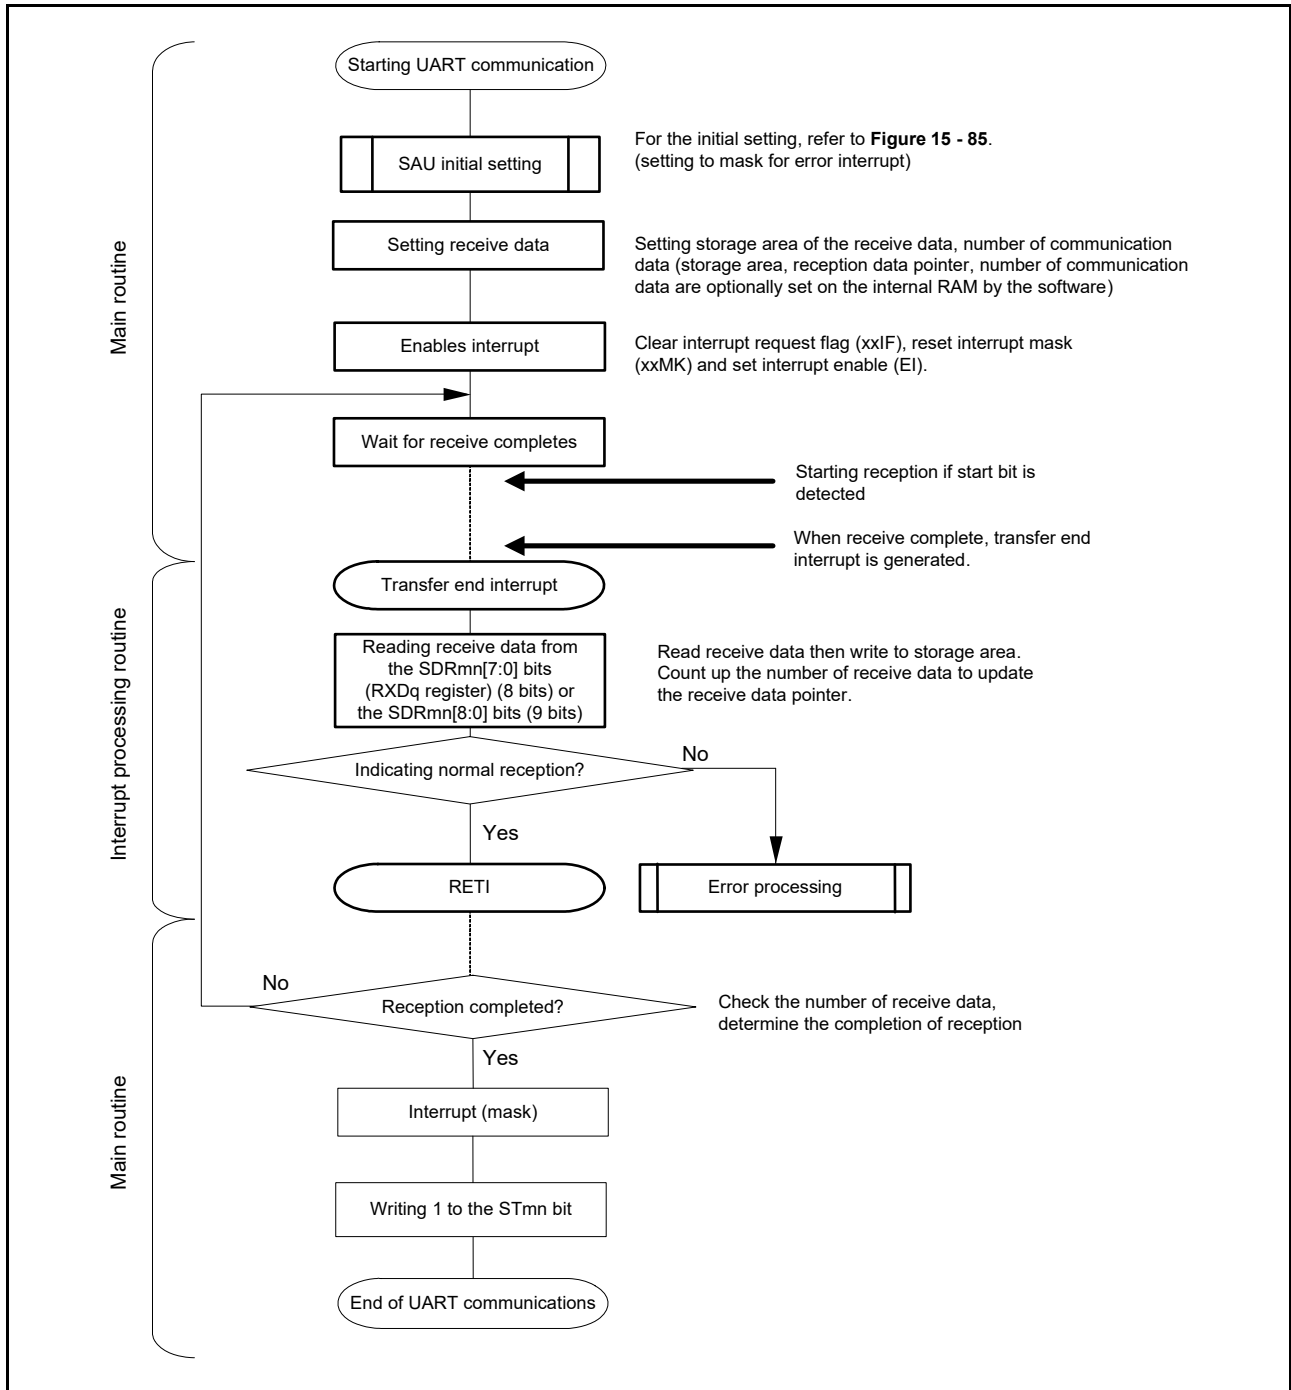 Starting UART communication
SAU initial setting
For the initial setting, refer to Figure 15 - 85.
(setting to mask for error interrupt)
Setting receive data
Setting storage area of the receive data, number of communication
data (storage area, reception data pointer, number of communication
data are optionally set on the internal RAM by the software)
Main routine
Enables interrupt
Clear interrupt request flag (xxIF), reset interrupt mask
(xxMK) and set interrupt enable (EI).
Wait for receive completes
Starting reception if start bit is
detected
When receive complete, transfer end
interrupt is generated.
Transfer end interrupt
Interrupt processing routine
Reading receive data from
the SDRmn[7:0] bits
(RXDq register) (8 bits) or
the SDRmn[8:0] bits (9 bits)
Read receive data then write to storage area.
Count up the number of receive data to update
the receive data pointer.
Indicating normal reception?
No
Yes
RETI
Error processing
No
Reception completed?
Check the number of receive data,
determine the completion of reception
Yes
Main routine
Interrupt (mask)
Writing 1 to the STmn bit
End of UART communications